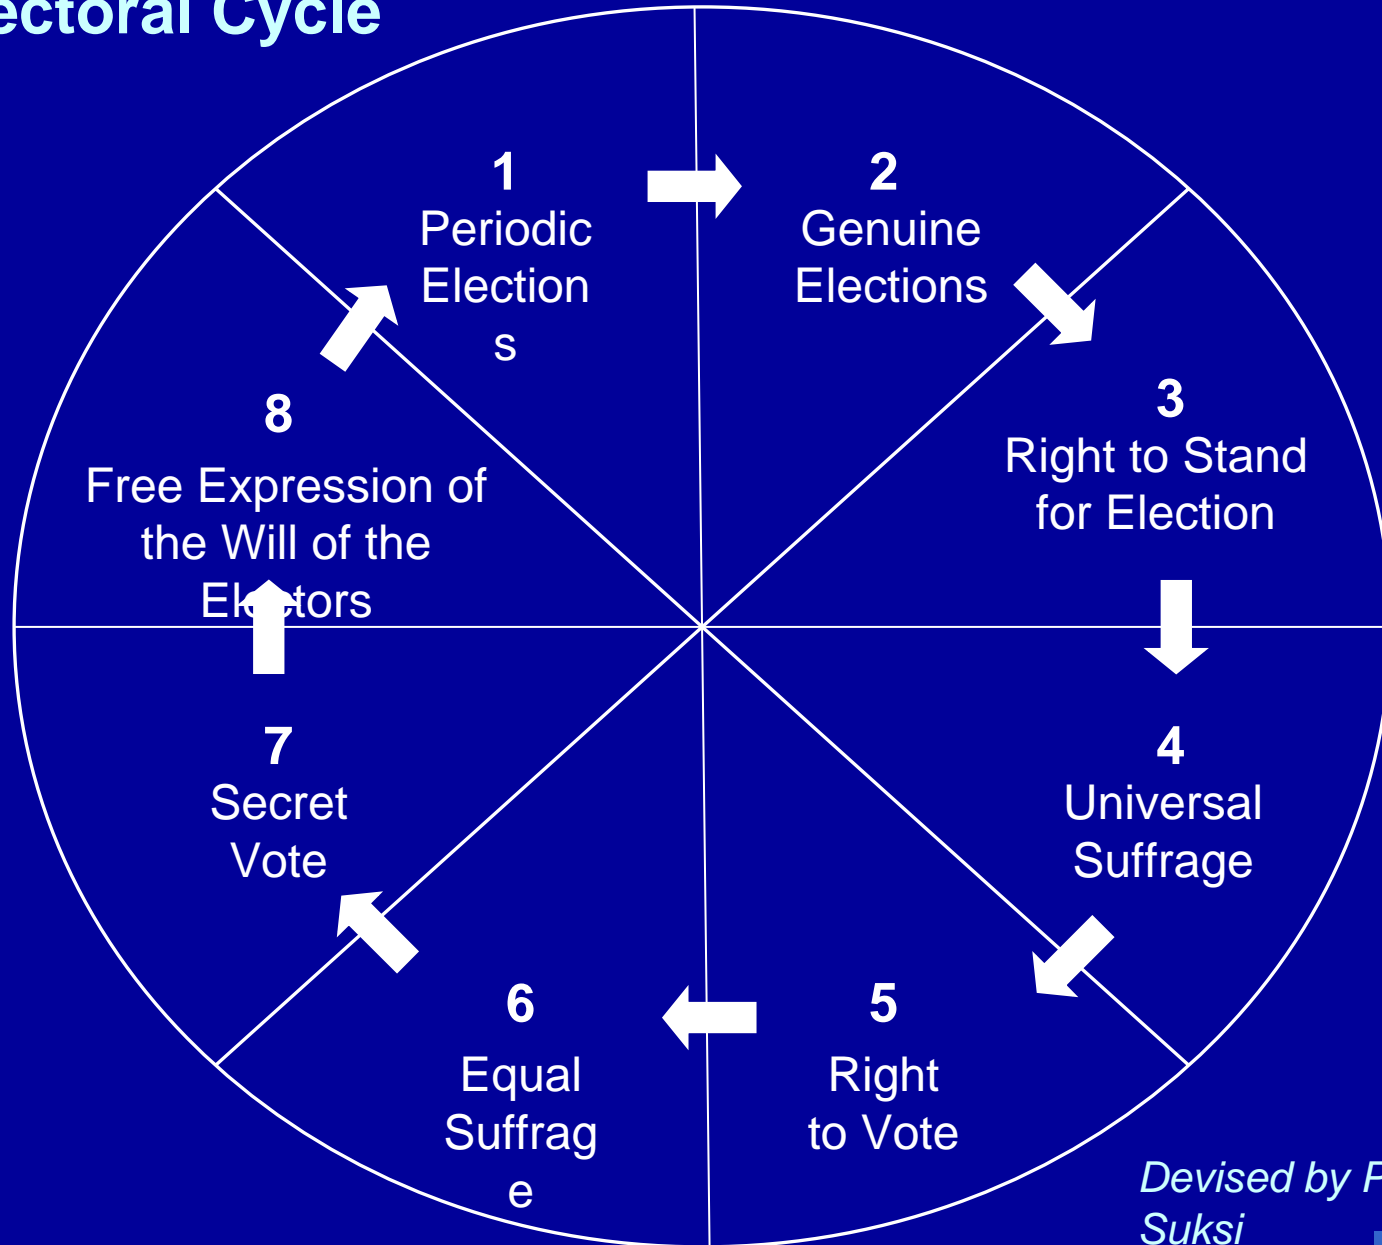 ectoral Cycle
1
Periodic
Election
s
2
Genuine
Elections
3
Right to Stand
for Election
4
Universal
Suffrage
5
Right
to Vote
6
Equal
Suffrag
e
7
Secret
Vote
8
Free Expression of
the Will of the
Electors
Devised by P
Suksi